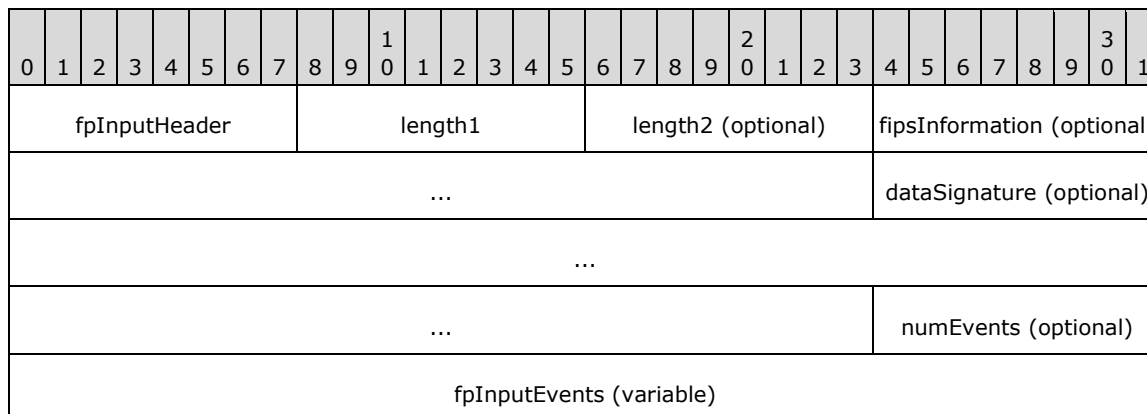 1 2 3
0 1 2 3 4 5 6 7 8 9 0 1 2 3 4 5 6 7 8 9 0 1 2 3 4 5 6 7 8 9 0 1
fpInputHeader length1 length2 (optional) fipsInformation (optional
... dataSignature (optional)
...
... numEvents (optional)
fpInputEvents (variable)